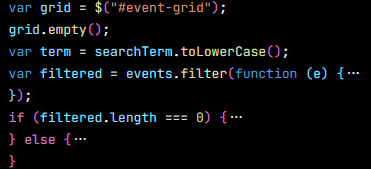 var grid = $("#event-grid");
grid.empty();
var term = searchTerm.toLowerCase();
var filtered = events.filter(function (e) {···
});
if (filtered.length === 0) {···
} else {···
}